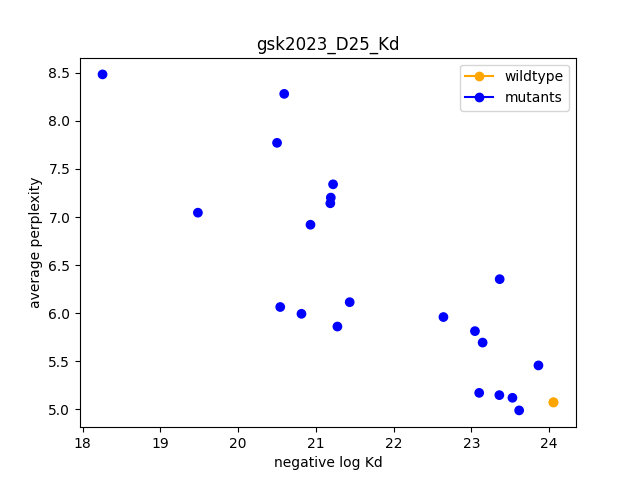 gsk2023_D25_Kd
wildtype
mutants
8.5
8.0
7.5
7.0
6.5
6.0
5.5
5.0
average perplexity
18 19 20 21 22 23 24
negative log Kd